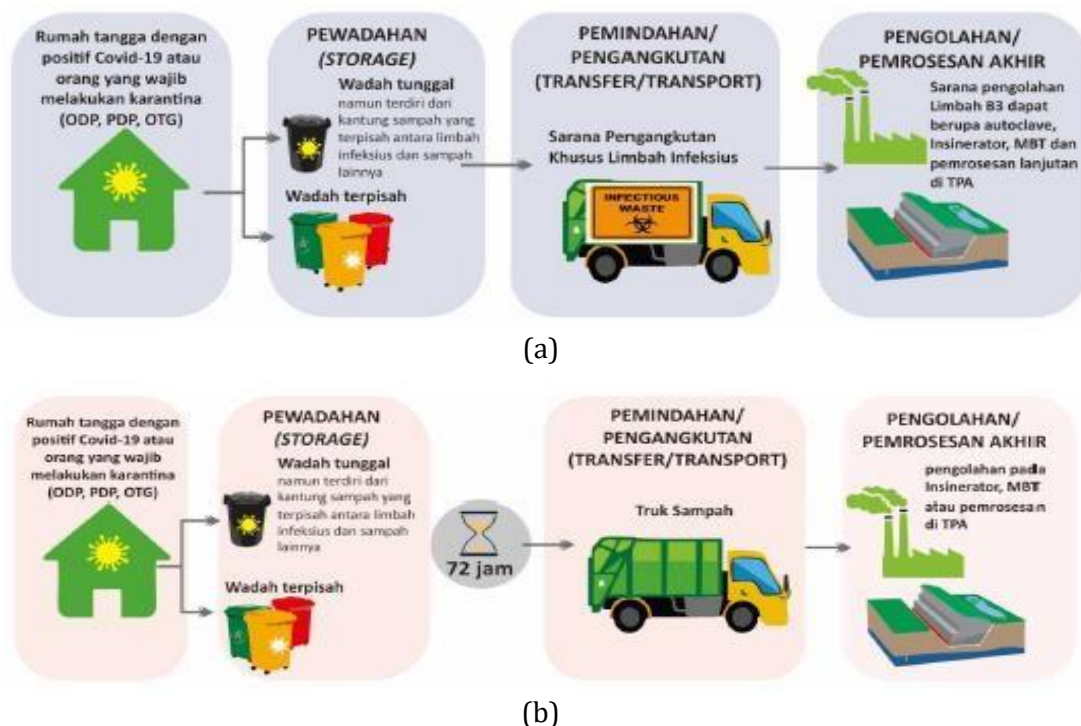 Rumah tangga dengan
positif Covid-19 atau
orang yang wajib
melakukan karantina
(ODP, PDP, OTG)
PEWADAHAN
(STORAGE)
Wadah tunggal
namun terdiri dari
kantung sampah yang
terpisah antara limbah
infeksius dan sampah
lainnya
Wadah terpisah
PEMINDAHAN/
PENGANGKUTAN
(TRANSFER/TRANSPORT)
Sarana Pengangkutan
Khusus Limbah Infeksius
INFECTIOUS
WASTE
PENGOLAHAN/
PEMROSESAN AKHIR
Sarana pengolahan
Limbah B3 dapat
berupa autoclave,
Insinerator, MBT dan
pemrosesan lanjutan
di TPA
(a)
Rumah tangga dengan
positif Covid-19 atau
orang yang wajib
melakukan karantina
(ODP, PDP, OTG)
PEWADAHAN
(STORAGE)
Wadah tunggal
namun terdiri dari
kantung sampah yang
terpisah antara limbah
infeksius dan sampah
lainnya
Wadah terpisah
72 jam
PEMINDAHAN/
PENGANGKUTAN
(TRANSFER/TRANSPORT)
Truk Sampah
PENGOLAHAN/
PEMROSESAN AKHIR
pengolahan pada
Insinerator, MBT
atau pemrosesan
di TPA
(b)